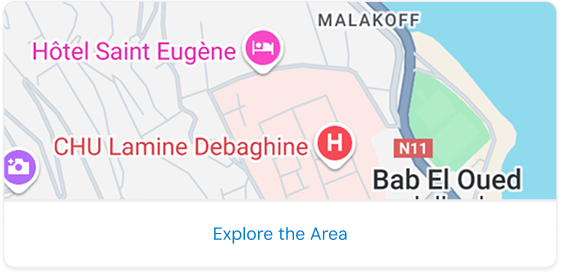 MALAKOFF
Hôtel Saint Eugène
CHU Lamine Debaghine
H
N11
Bab El Oued
Explore the Area